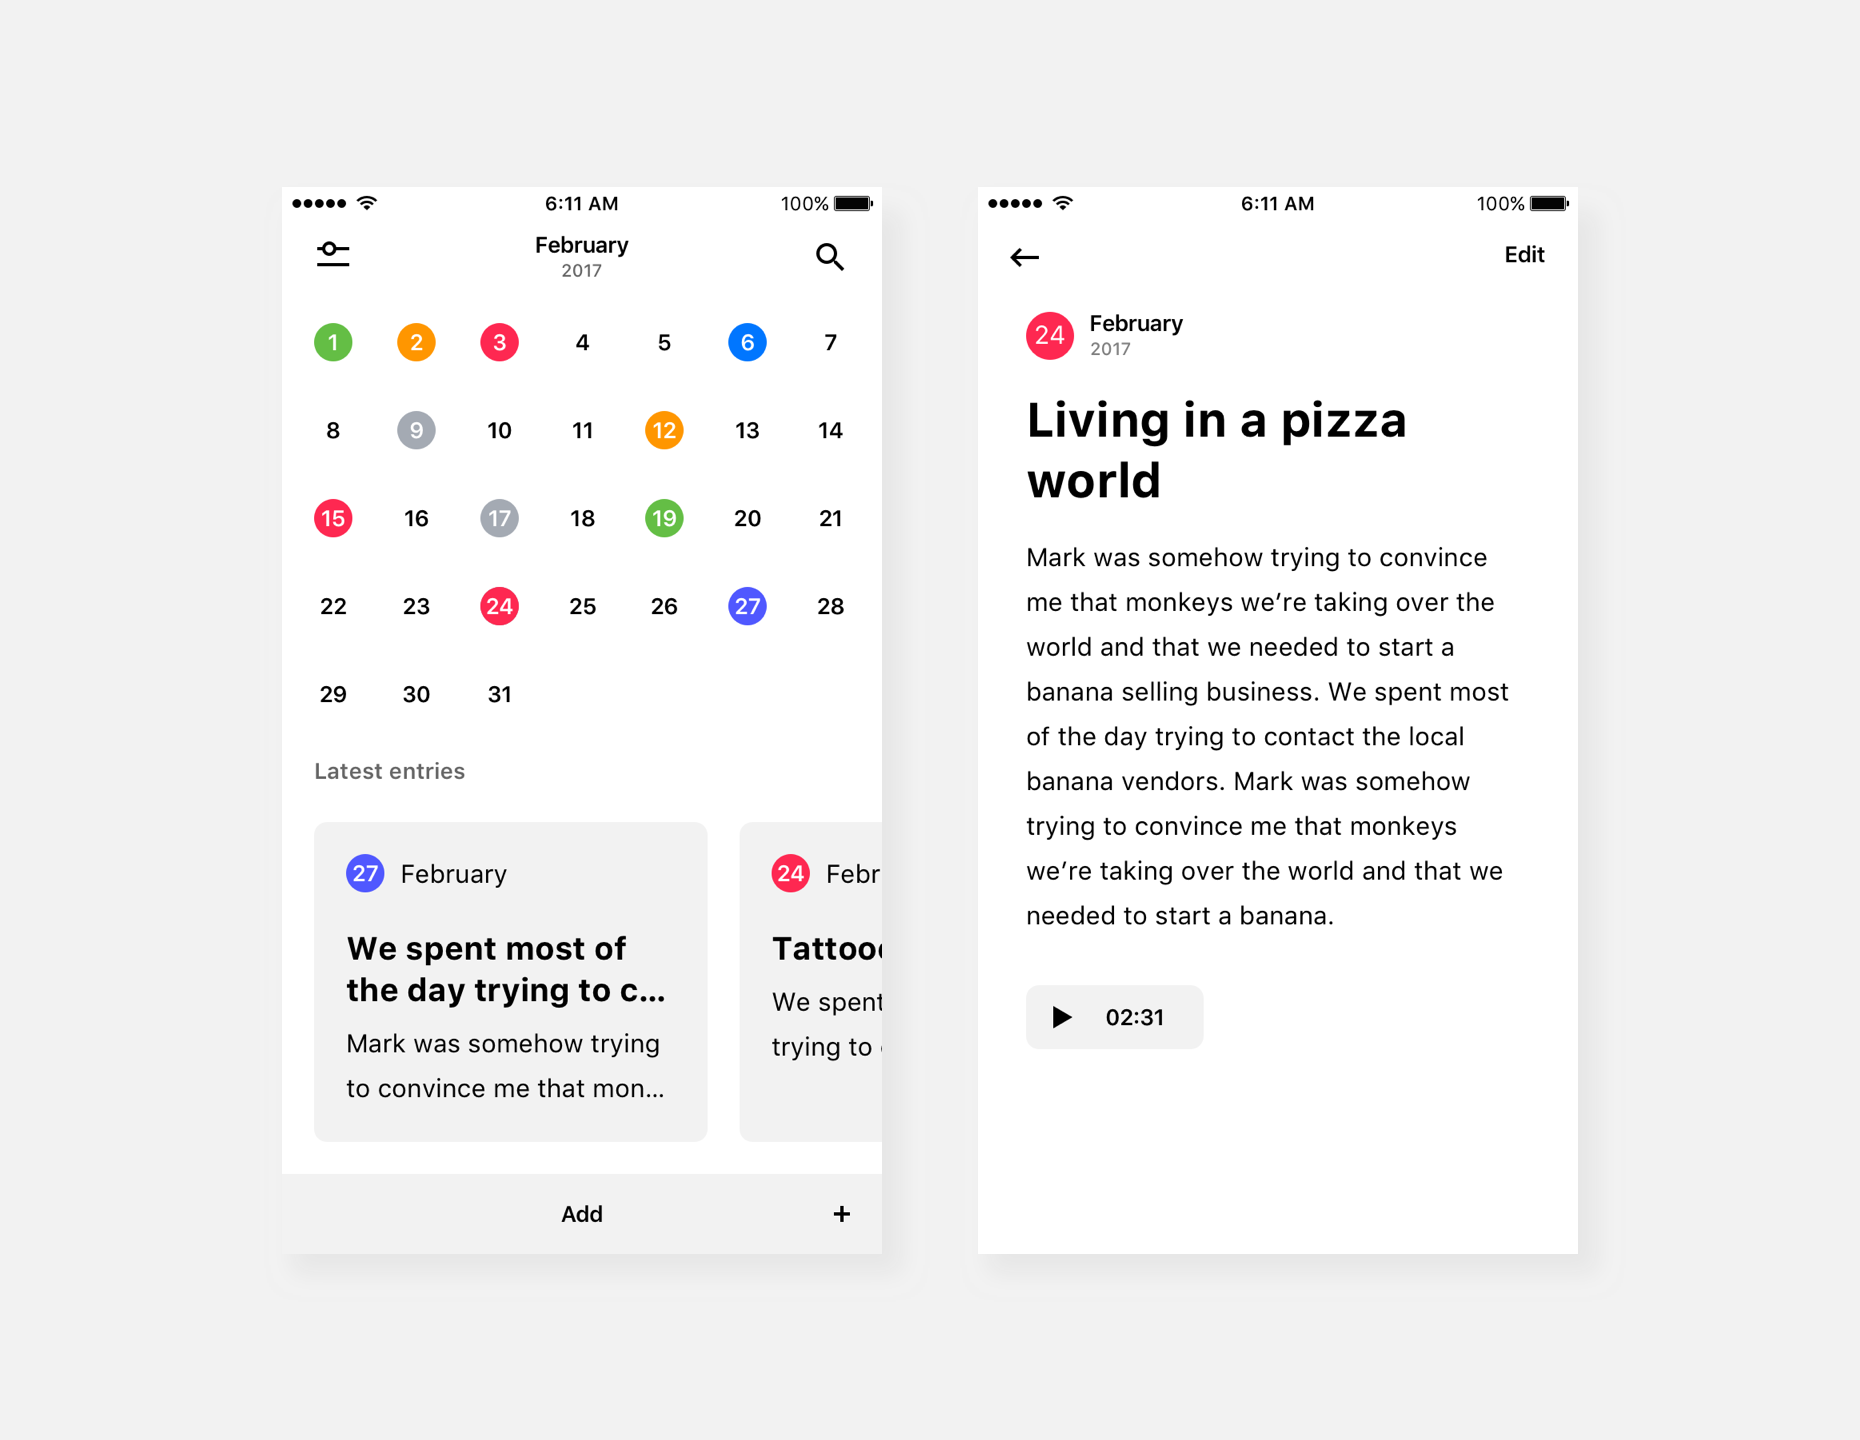 6:11 AM
100%
February
2017
1 2 3 4 5 6 7
8 9 10 11 12 13 14
15 16 17 18 19 20 21
22 23 24 25 26 27 28
29 30 31
Latest entries
27 February
We spent most of
the day trying to c...
Mark was somehow trying
to convince me that mon...
24 Febr
Tattoo
We spent
trying to
Add +
6:11 AM
100%
Edit
24
February
2017
Living in a pizza
world
Mark was somehow trying to convince
me that monkeys we’re taking over the
world and that we needed to start a
banana selling business. We spent most
of the day trying to contact the local
banana vendors. Mark was somehow
trying to convince me that monkeys
we’re taking over the world and that we
needed to start a banana.
02:31